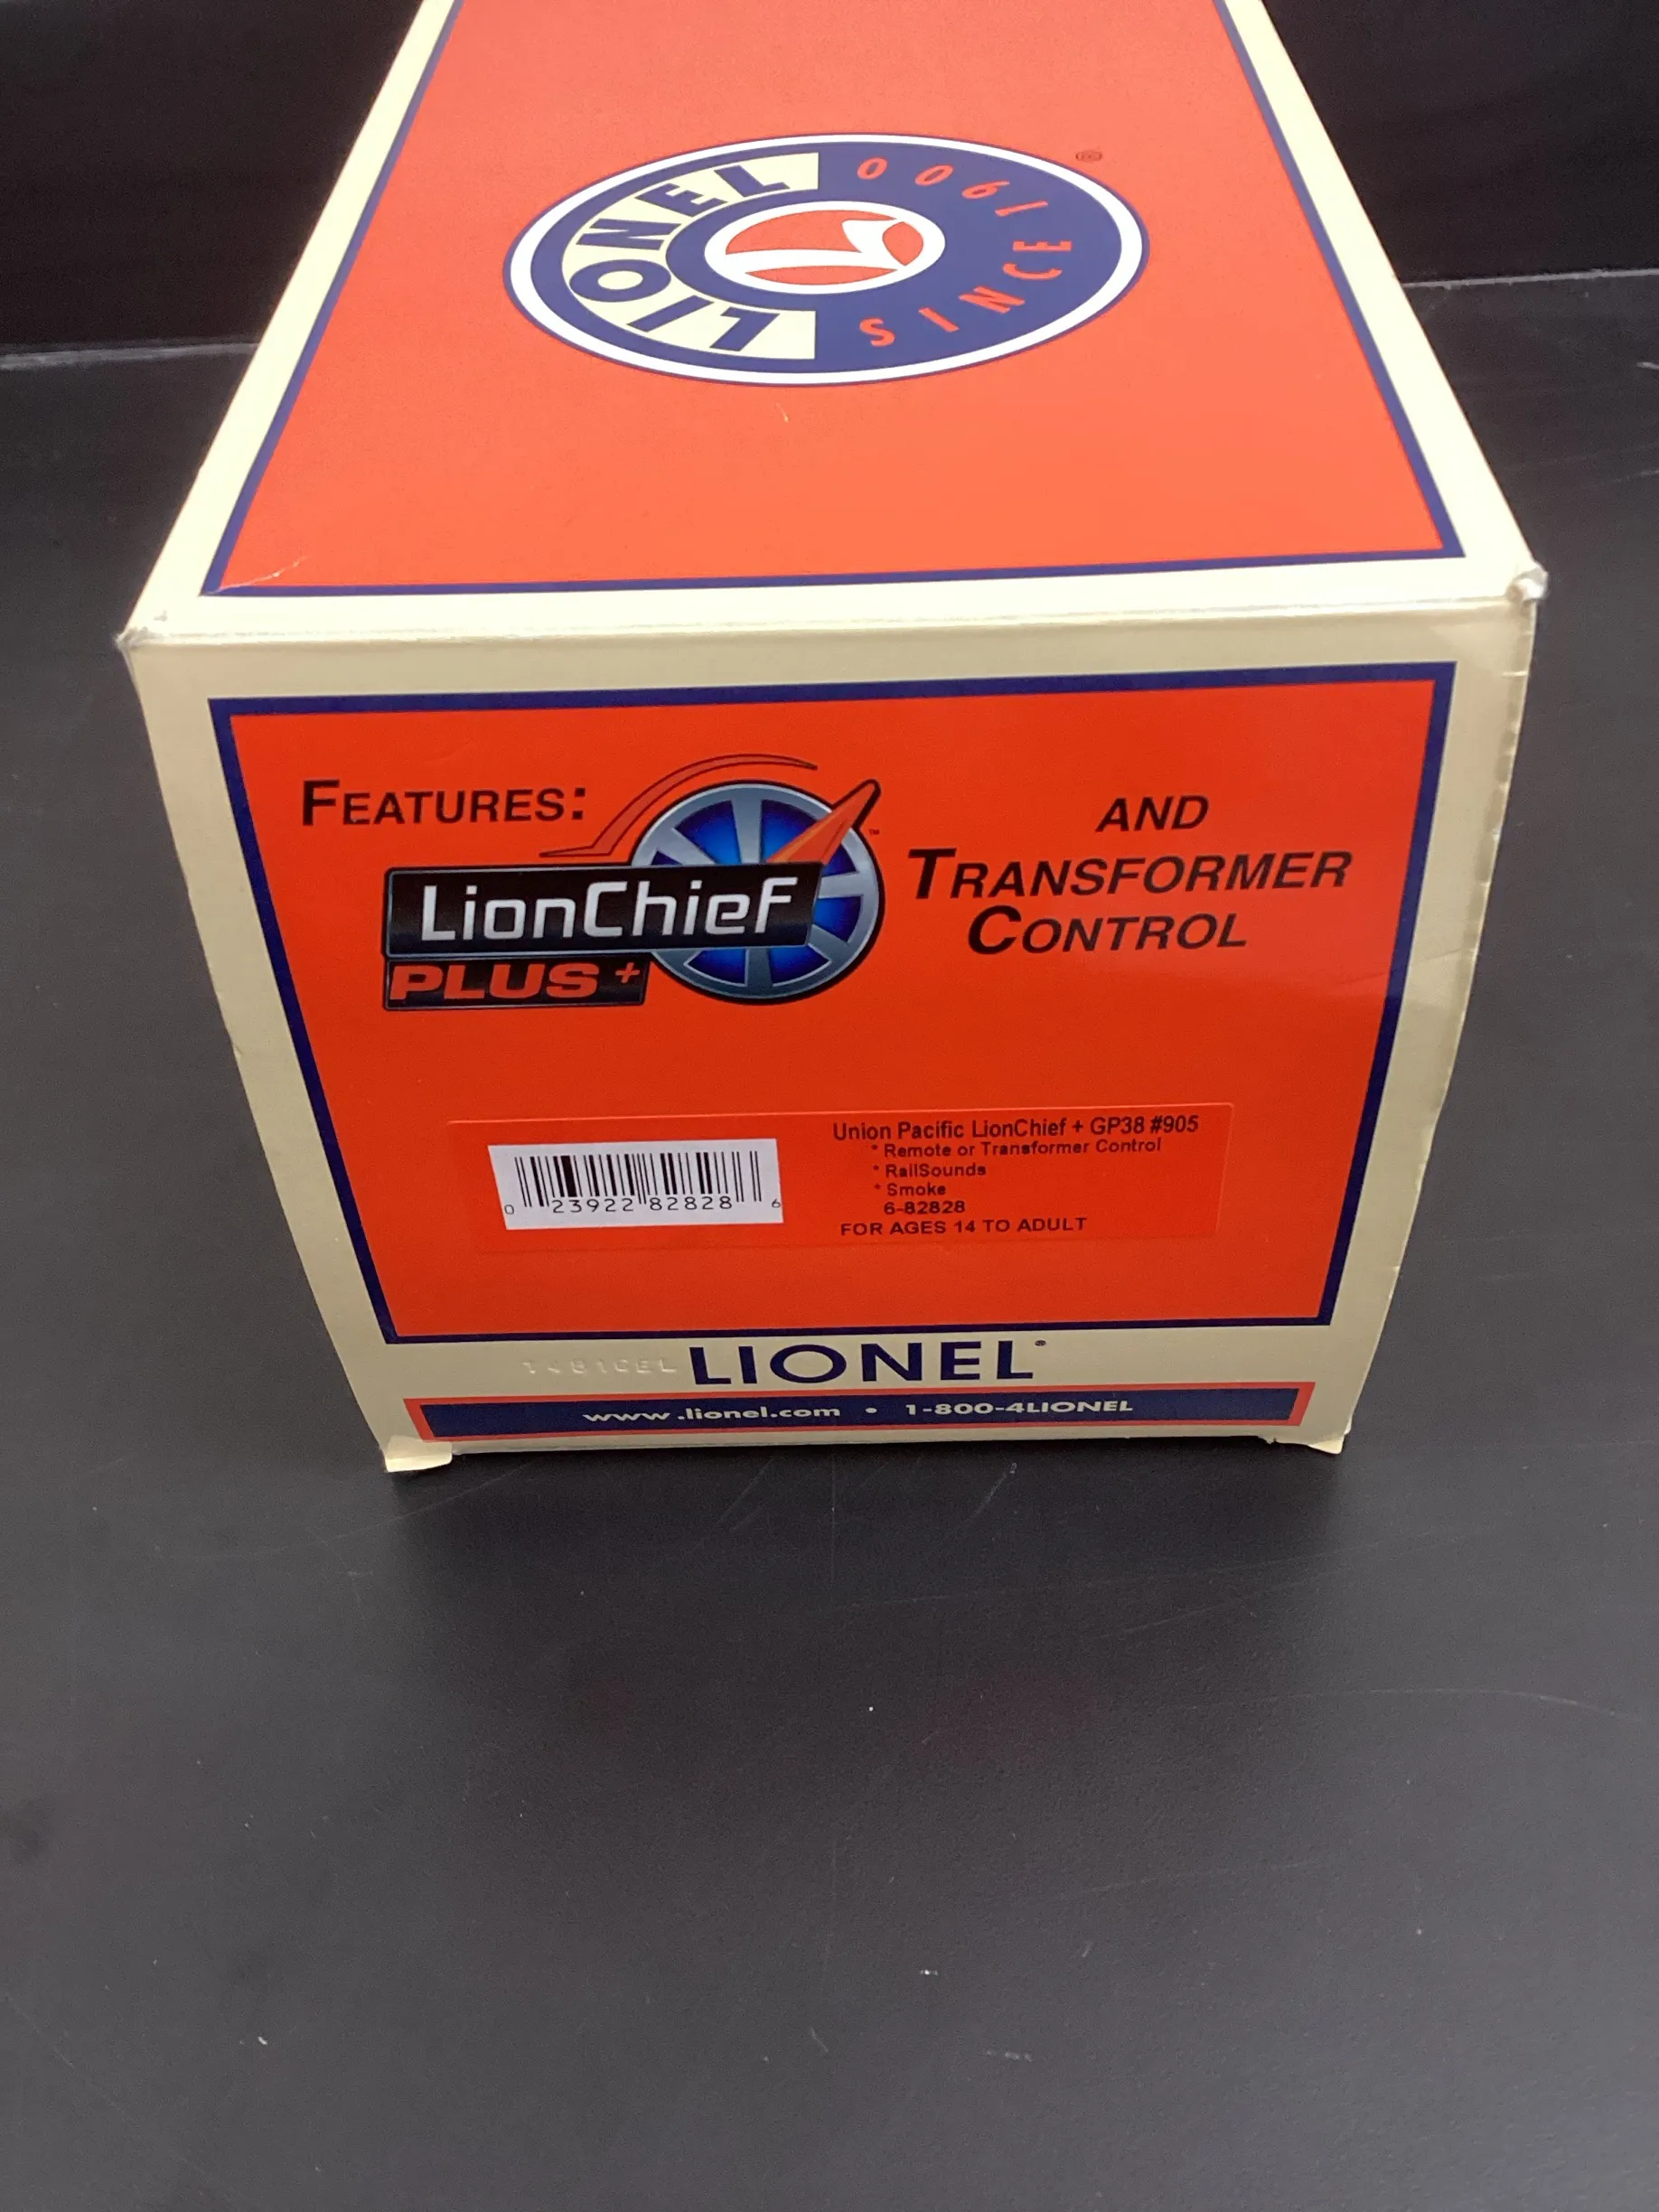 LIONEL
SINCE 1900
®
FEATURES:
LionChief
PLUS+
™
AND
TRANSFORMER
CONTROL
Union Pacific LionChief + GP38 #905
* Remote or Transformer Control
* RailSounds
* Smoke
6-82828
FOR AGES 14 TO ADULT
0 23922 82828 6
LIONEL®
www.lionel.com • 1-800-4LIONEL